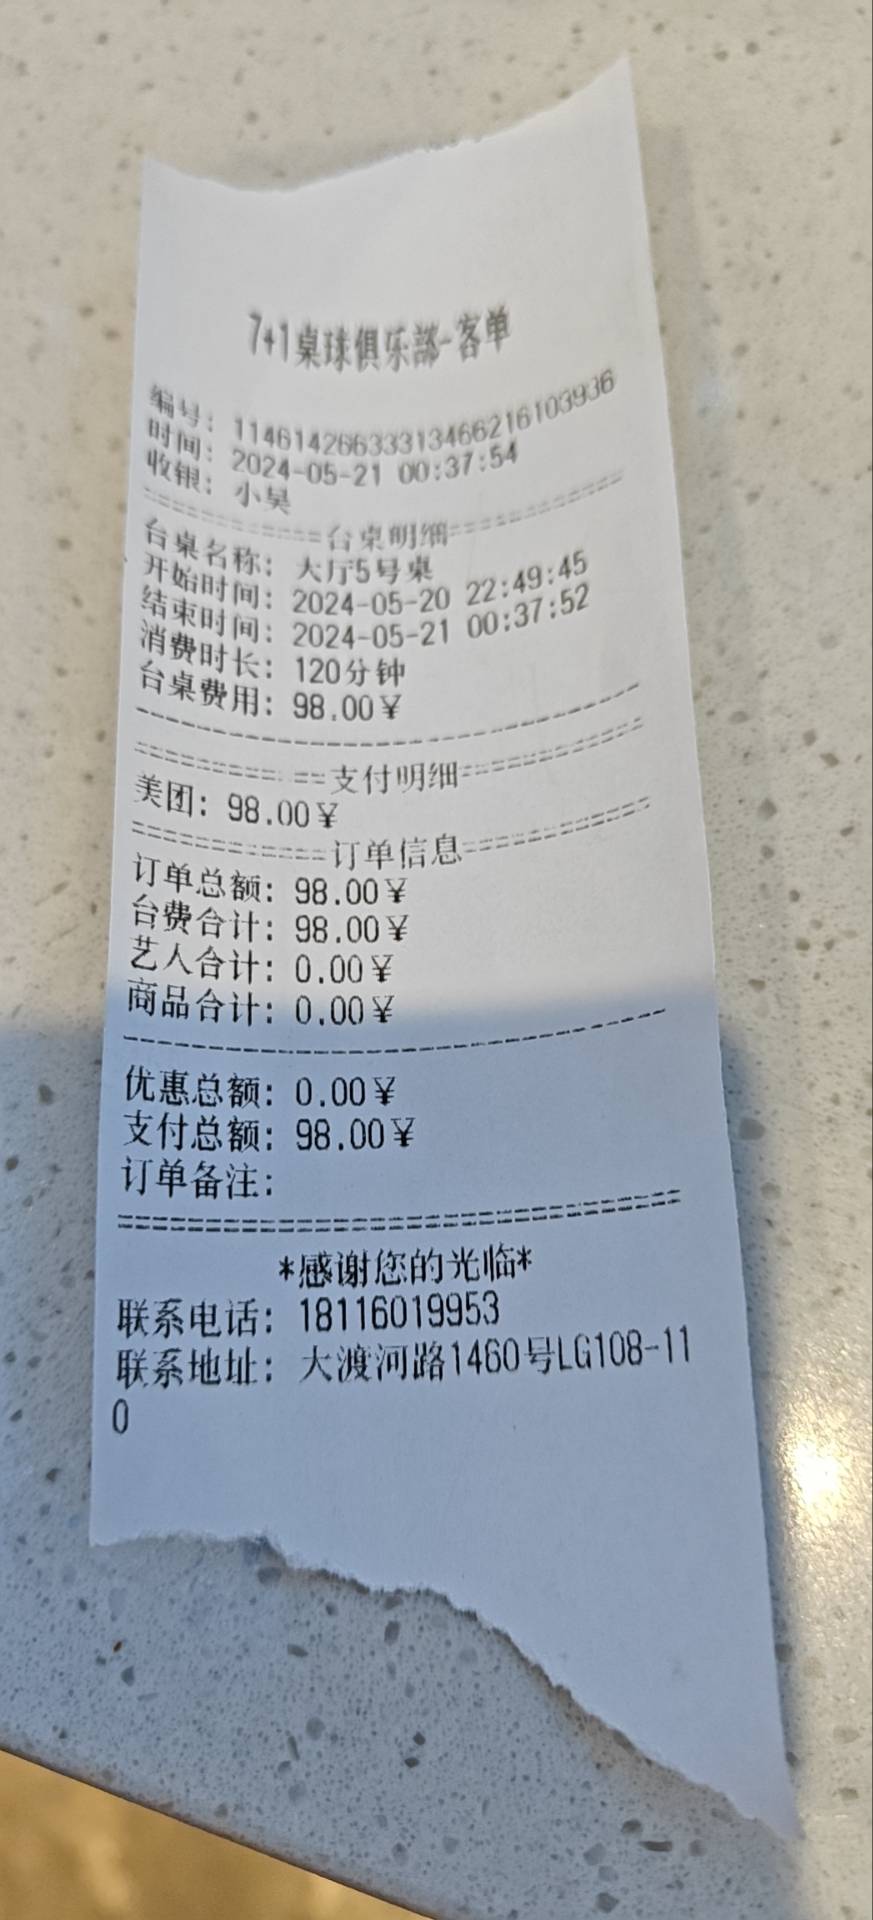 7+1桌球俱乐部-客单
编号: 11461426633313466216103936
时间: 2024-05-21 00:37:54
收银: 小吴
===========台桌明细===========
台桌名称: 大厅5号桌
开始时间: 2024-05-20 22:49:45
结束时间: 2024-05-21 00:37:52
消费时长: 120分钟
台桌费用: 98.00¥
--------------------------------
===========支付明细===========
美团: 98.00¥
===========订单信息===========
订单总额: 98.00¥
台费合计: 98.00¥
艺人合计: 0.00¥
商品合计: 0.00¥
--------------------------------
优惠总额: 0.00¥
支付总额: 98.00¥
订单备注:
================================
*感谢您的光临*
联系电话: 18116019953
联系地址: 大渡河路1460号LG108-11
0